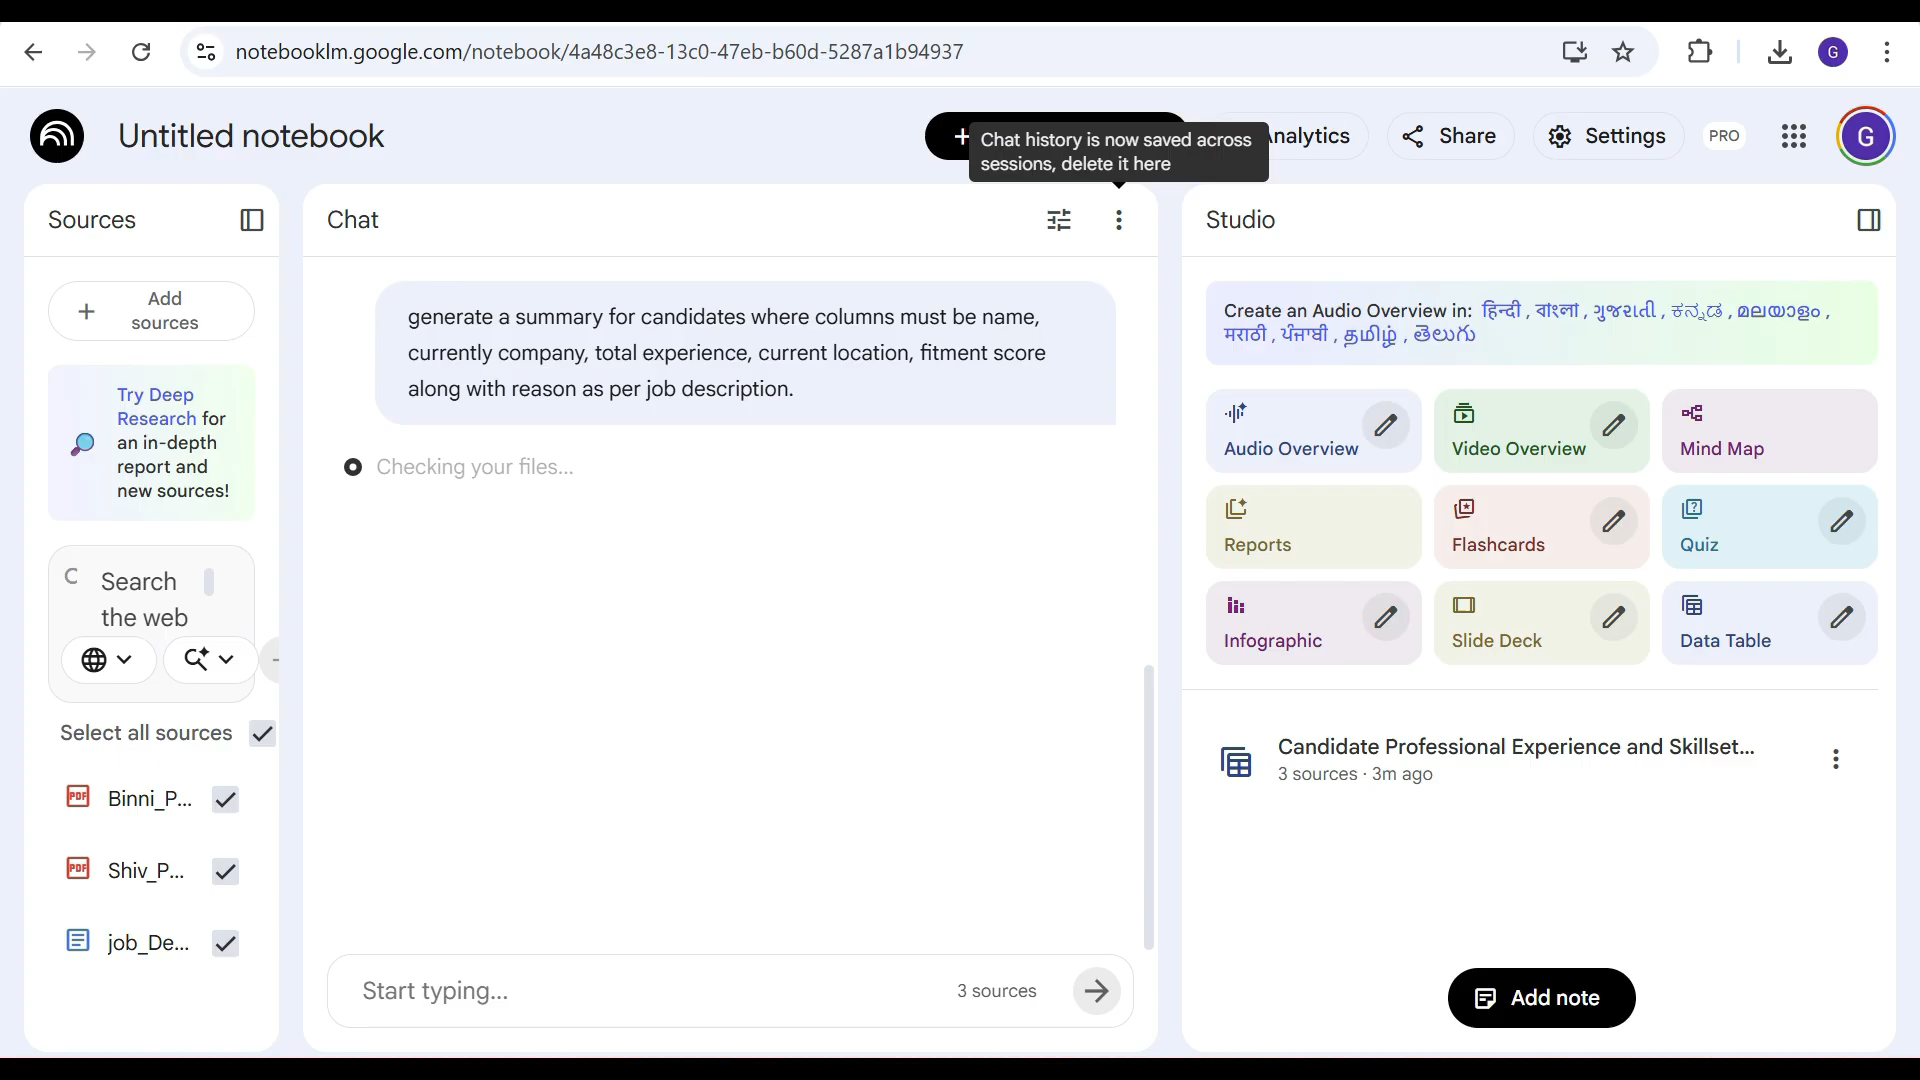 notebooklm.google.com/notebook/4a48c3e8-13c0-47eb-b60d-5287a1b94937
G
Untitled notebook
Chat history is now saved across
sessions, delete it here
Analytics
Share
Settings
PRO
G
Sources
Add
sources
Try Deep
Research for
an in-depth
report and
new sources!
Search
the web
Select all sources
PDF Binni_P...
PDF Shiv_P...
job_De...
Chat
generate a summary for candidates where columns must be name,
currently company, total experience, current location, fitment score
along with reason as per job description.
Checking your files...
Start typing...
3 sources
Studio
Create an Audio Overview in: हिन्दी , বাংলা , ગુજરાતી , ಕನ್ನಡ , മലയാളം ,
मराठी , ਪੰਜਾਬੀ , தமிழ் , తెలుగు
Audio Overview
Video Overview
Mind Map
Reports
Flashcards
Quiz
Infographic
Slide Deck
Data Table
Candidate Professional Experience and Skillset...
3 sources · 3m ago
Add note